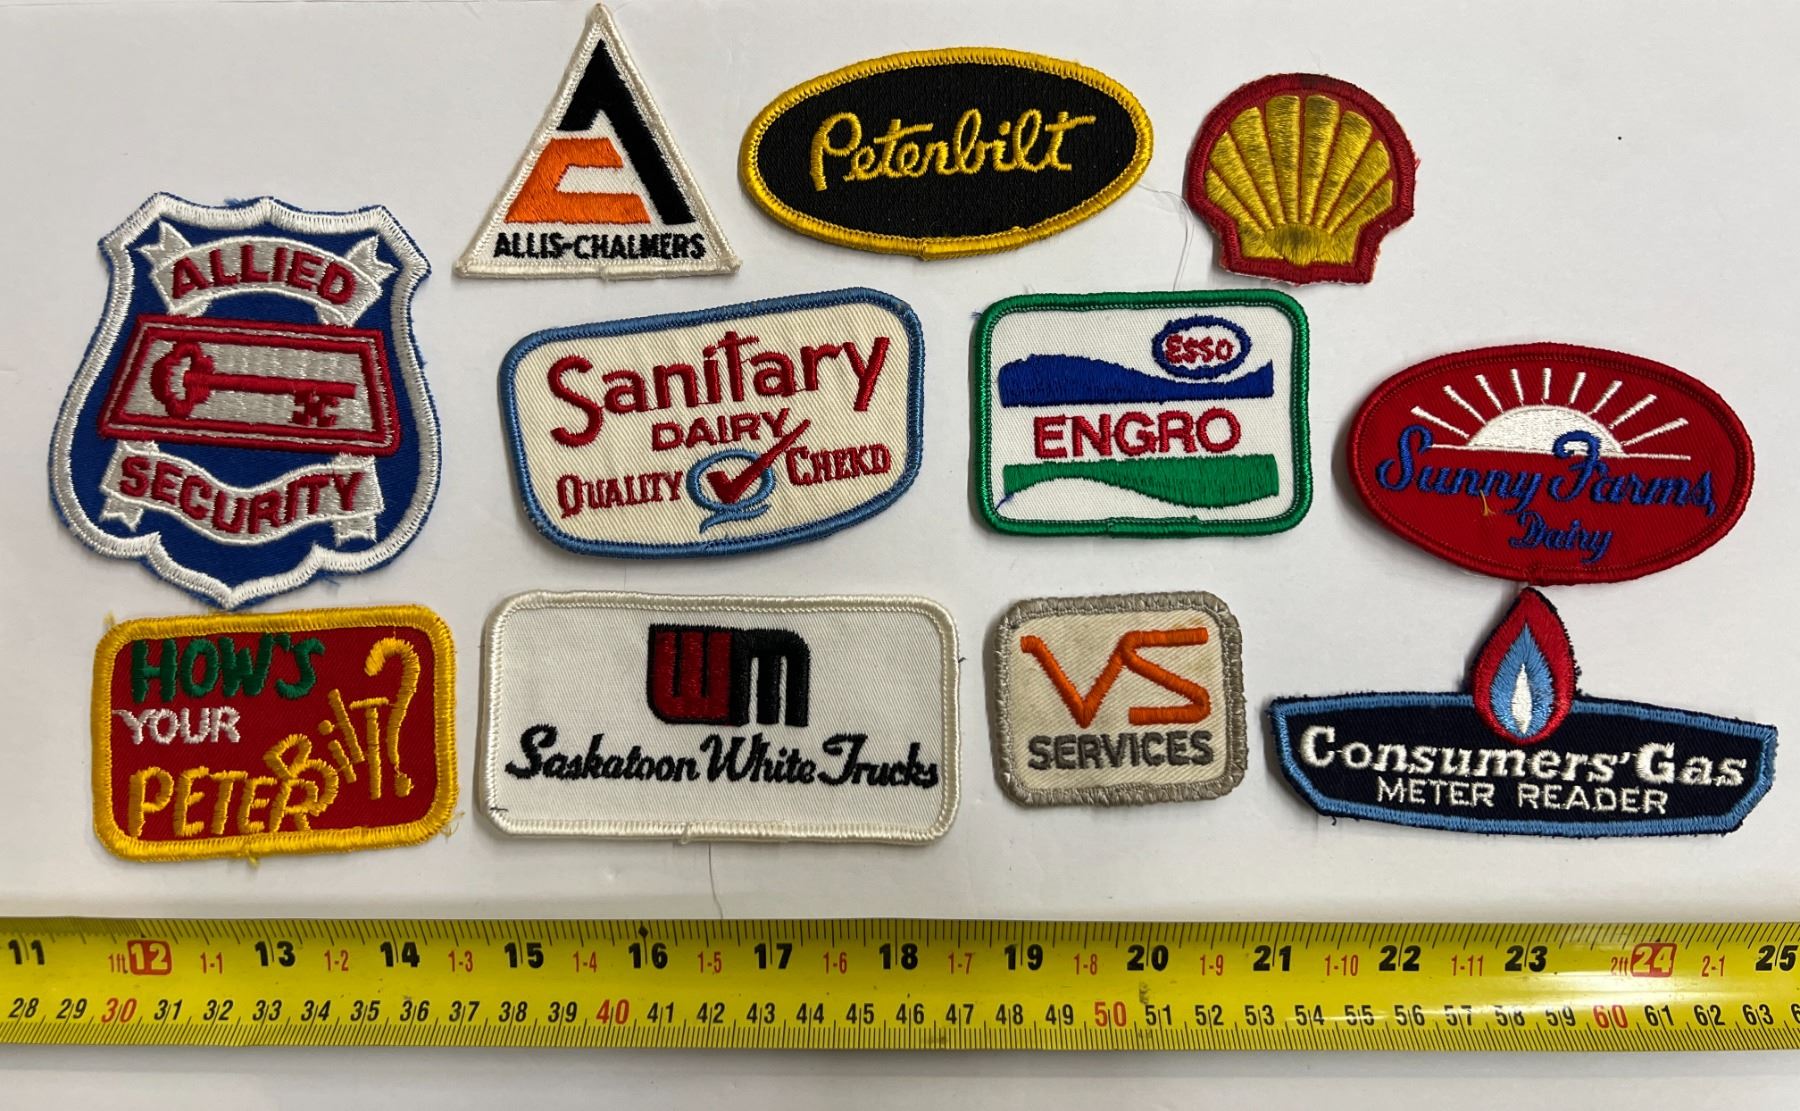 ALLIS-CHALMERS
Peterbilt
ALLIED
SECURITY
Sanitary
DAIRY
QUALITY Q CHEKD
ESSO
ENGRO
Sunny Farms
Dairy
HOW'S
YOUR
PETERBilT?
WM
Saskatoon White Trucks
VS
SERVICES
Consumers' Gas
METER READER
11 1ft 12 1-1 13 1-2 14 1-3 15 1-4 16 1-5 17 1-6 18 1-7 19 1-8 20 1-9 21 1-10 22 1-11 23 2ft 24 2-1 25
28 29 30 31 32 33 34 35 36 37 38 39 40 41 42 43 44 45 46 47 48 49 50 51 52 53 54 55 56 57 58 59 60 61 62 63